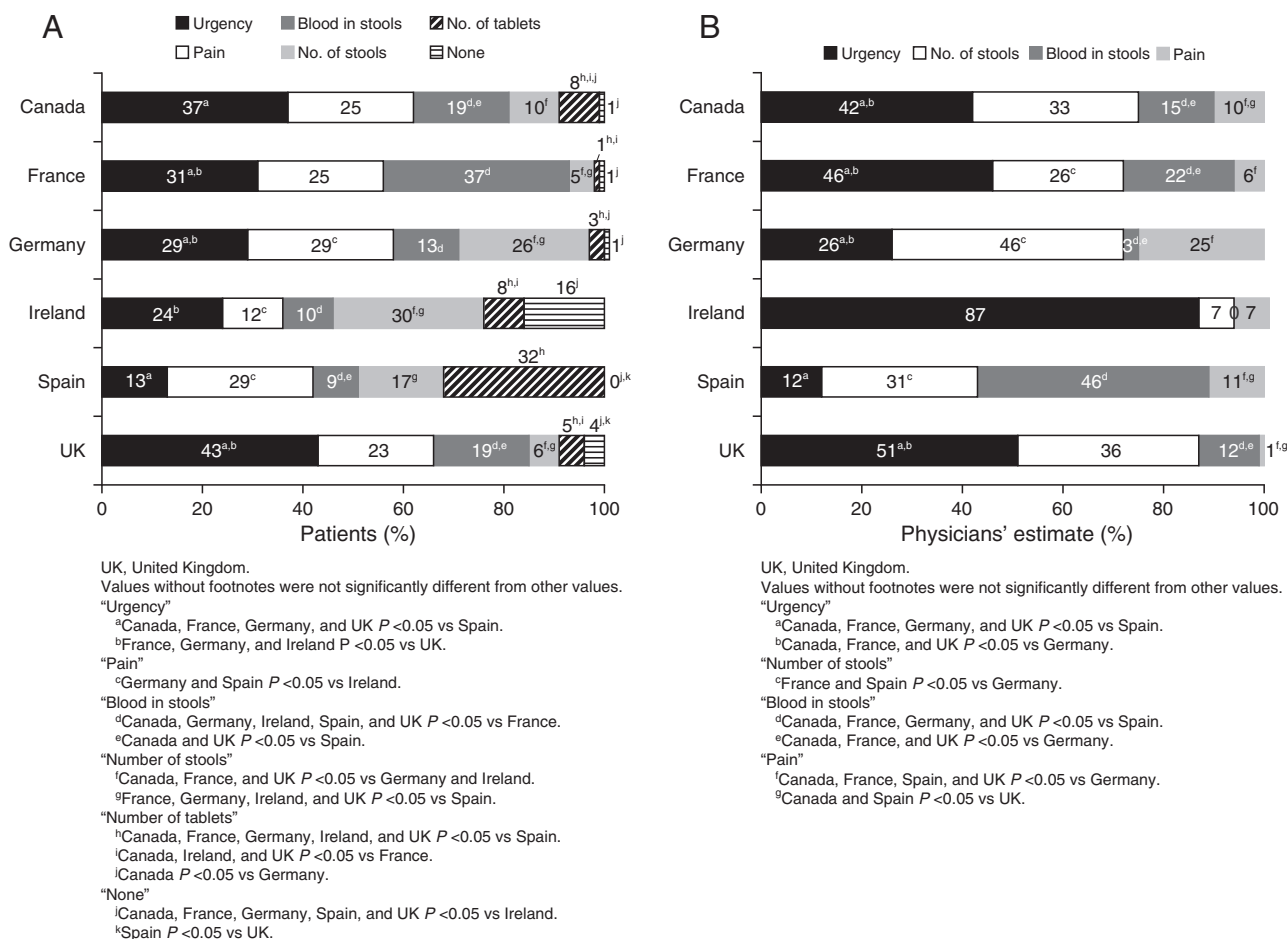 A
Urgency Blood in stools No. of tablets
Pain No. of stools None
Canada 37a 25 19d,e 10f 8h,i,j 1j
France 31a,b 25 37d 5f,g 1h,i 1j
Germany 29a,b 29c 13d 26f,g 3h,j 1j
Ireland 24b 12c 10d 30f,g 8h,i 16j
Spain 13a 29c 9d,e 17g 32h 0j,k
UK 43a,b 23 19d,e 6f,g 5h,i 4j,k
0 20 40 60 80 100
Patients (%)
UK, United Kingdom.
Values without footnotes were not significantly different from other values.
“Urgency”
aCanada, France, Germany, and UK P <0.05 vs Spain.
bFrance, Germany, and Ireland P <0.05 vs UK.
“Pain”
cGermany and Spain P <0.05 vs Ireland.
“Blood in stools”
dCanada, Germany, Ireland, Spain, and UK P <0.05 vs France.
eCanada and UK P <0.05 vs Spain.
“Number of stools”
fCanada, France, and UK P <0.05 vs Germany and Ireland.
gFrance, Germany, Ireland, and UK P <0.05 vs Spain.
“Number of tablets”
hCanada, France, Germany, Ireland, and UK P <0.05 vs Spain.
iCanada, Ireland, and UK P <0.05 vs France.
jCanada P <0.05 vs Germany.
“None”
jCanada, France, Germany, Spain, and UK P <0.05 vs Ireland.
kSpain P <0.05 vs UK.
B
Urgency No. of stools Blood in stools Pain
Canada 42a,b 33 15d,e 10f,g
France 46a,b 26c 22d,e 6f
Germany 26a,b 46c 3d,e 25f
Ireland 87 7 0 7
Spain 12a 31c 46d 11f,g
UK 51a,b 36 12d,e 1f,g
0 20 40 60 80 100
Physicians’ estimate (%)
UK, United Kingdom.
Values without footnotes were not significantly different from other values.
“Urgency”
aCanada, France, Germany, and UK P <0.05 vs Spain.
bCanada, France, and UK P <0.05 vs Germany.
“Number of stools”
cFrance and Spain P <0.05 vs Germany.
“Blood in stools”
dCanada, France, Germany, and UK P <0.05 vs Spain.
eCanada, France, and UK P <0.05 vs Germany.
“Pain”
fCanada, France, Spain, and UK P <0.05 vs Germany.
gCanada and Spain P <0.05 vs UK.